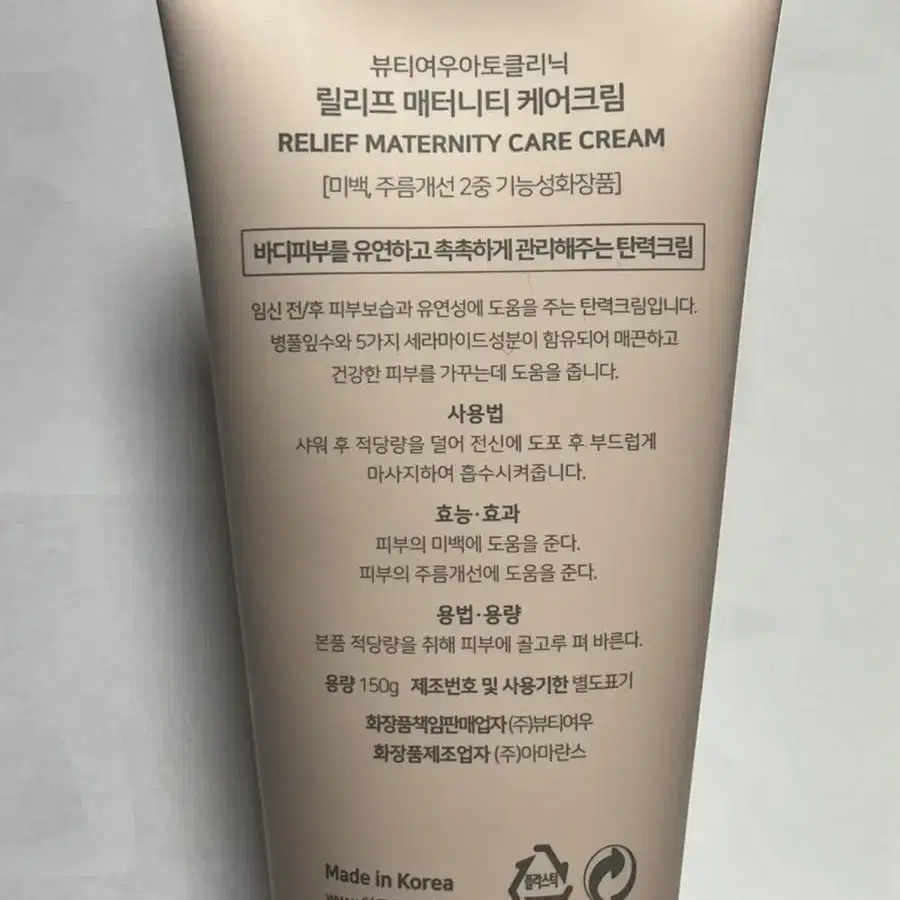 뷰티여우아토클리닉
릴리프 매터니티 케어크림
RELIEF MATERNITY CARE CREAM
[미백, 주름개선 2중 기능성화장품]
바디피부를 유연하고 촉촉하게 관리해주는 탄력크림
임신 전/후 피부보습과 유연성에 도움을 주는 탄력크림입니다.
병풀잎수와 5가지 세라마이드성분이 함유되어 매끈하고
건강한 피부를 가꾸는데 도움을 줍니다.
사용법
샤워 후 적당량을 덜어 전신에 도포 후 부드럽게
마사지하여 흡수시켜줍니다.
효능·효과
피부의 미백에 도움을 준다.
피부의 주름개선에 도움을 준다.
용법·용량
본품 적당량을 취해 피부에 골고루 펴 바른다.
용량 150g 제조번호 및 사용기한 별도표기
화장품책임판매업자 (주)뷰티여우
화장품제조업자 (주)아마란스
Made in Korea
플라스틱